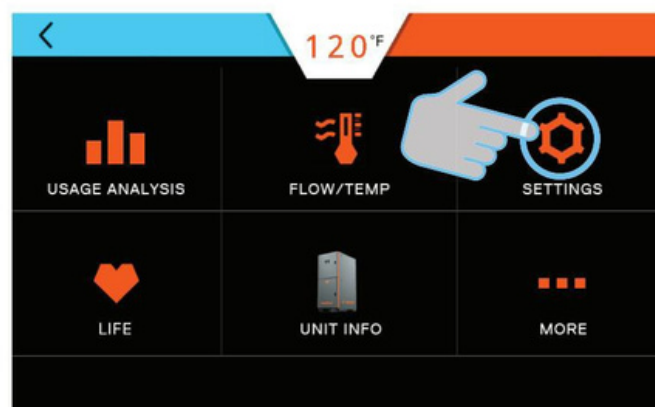 120°F
USAGE ANALYSIS
FLOW/TEMP
SETTINGS
LIFE
UNIT INFO
MORE